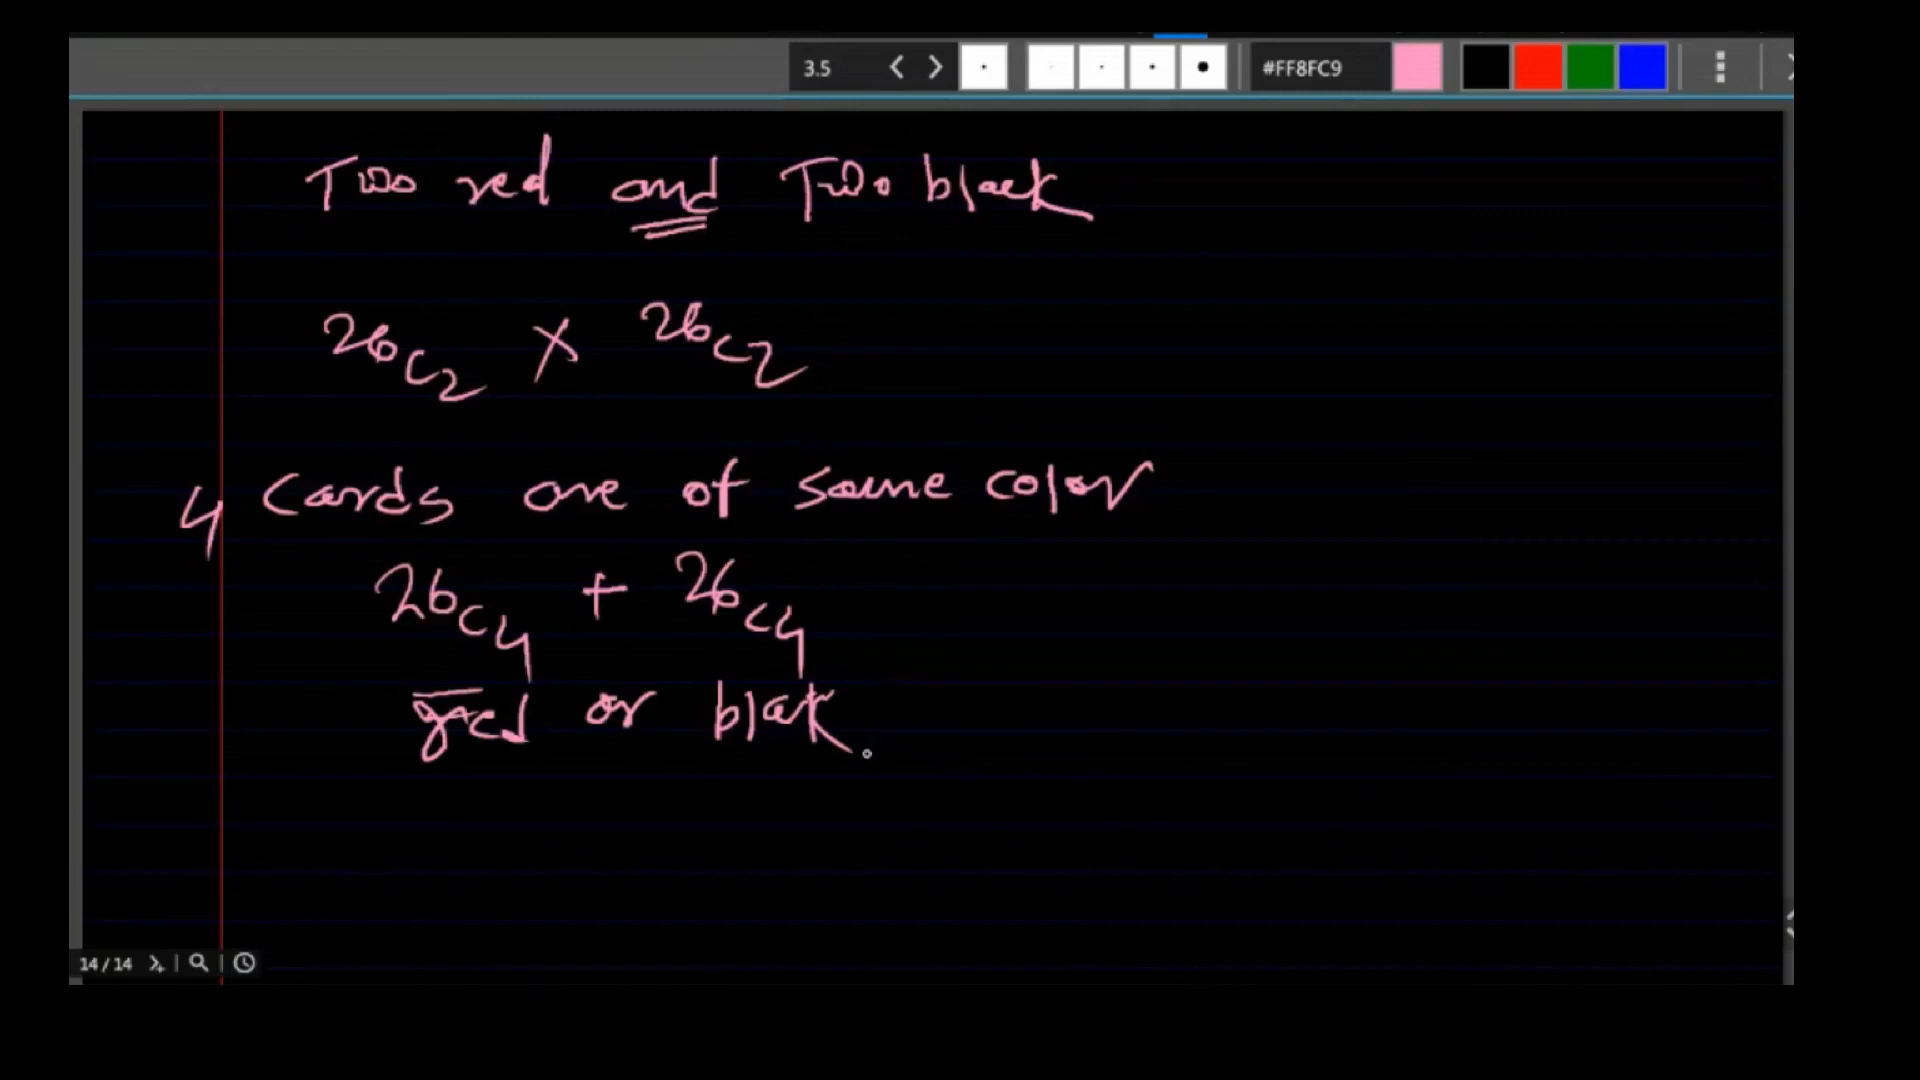 3.5 #FF8FC9
Two red and Two black
26C2 X 26C2
4 Cards are of same color
26C4 + 26C4
red or black
14 / 14